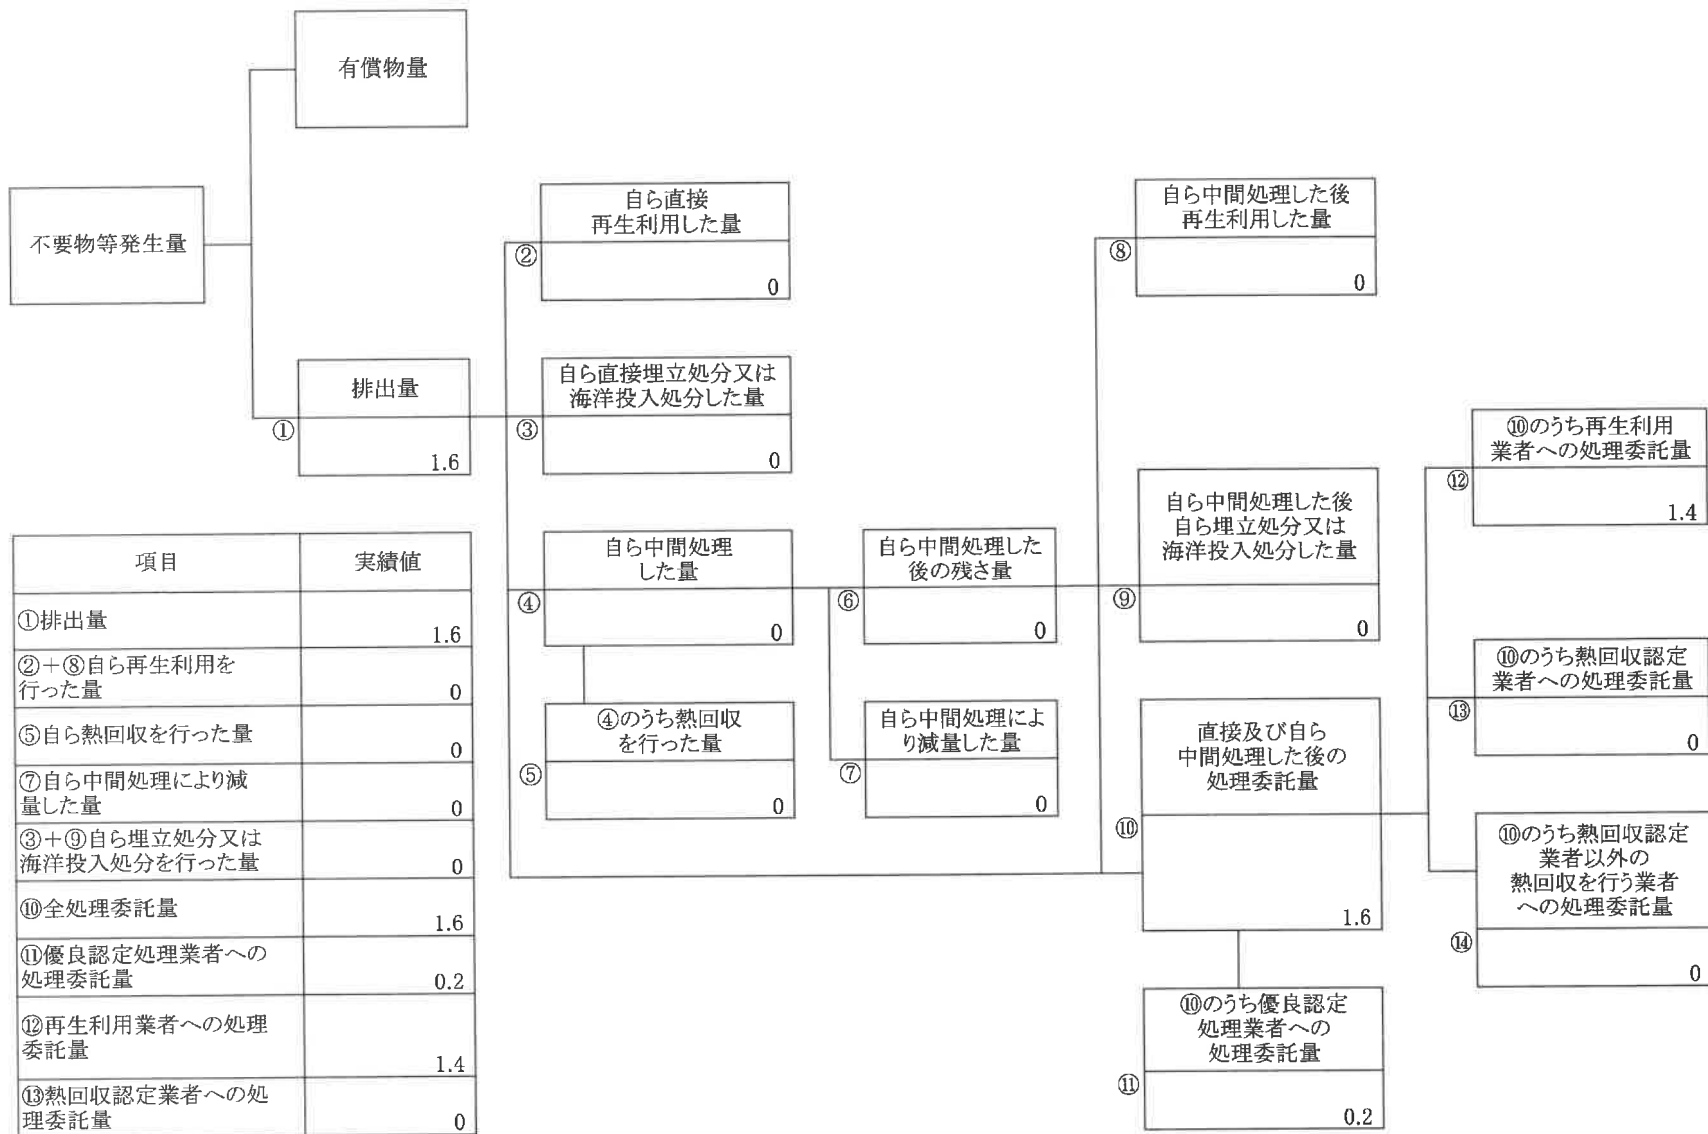 有償物量
不要物等発生量
排出量
①
1.6
自ら直接
再生利用した量
②
0
自ら直接埋立処分又は
海洋投入処分した量
③
0
自ら中間処理
した量
④
0
④のうち熱回収
を行った量
⑤
0
自ら中間処理した
後の残さ量
⑥
0
自ら中間処理によ
り減量した量
⑦
0
自ら中間処理した後
再生利用した量
⑧
0
自ら中間処理した後
自ら埋立処分又は
海洋投入処分した量
⑨
0
直接及び自ら
中間処理した後の
処理委託量
⑩
1.6
⑩のうち優良認定
処理業者への
処理委託量
⑪
0.2
⑩のうち再生利用
業者への処理委託量
⑫
1.4
⑩のうち熱回収認定
業者への処理委託量
⑬
0
⑩のうち熱回収認定
業者以外の
熱回収を行う業者
への処理委託量
⑭
0
項目 実績値
①排出量
1.6
②＋⑧自ら再生利用を
行った量
0
⑤自ら熱回収を行った量
0
⑦自ら中間処理により減
量した量
0
③＋⑨自ら埋立処分又は
海洋投入処分を行った量
0
⑩全処理委託量
1.6
⑪優良認定処理業者への
処理委託量
0.2
⑫再生利用業者への処理
委託量
1.4
⑬熱回収認定業者への処
理委託量
0